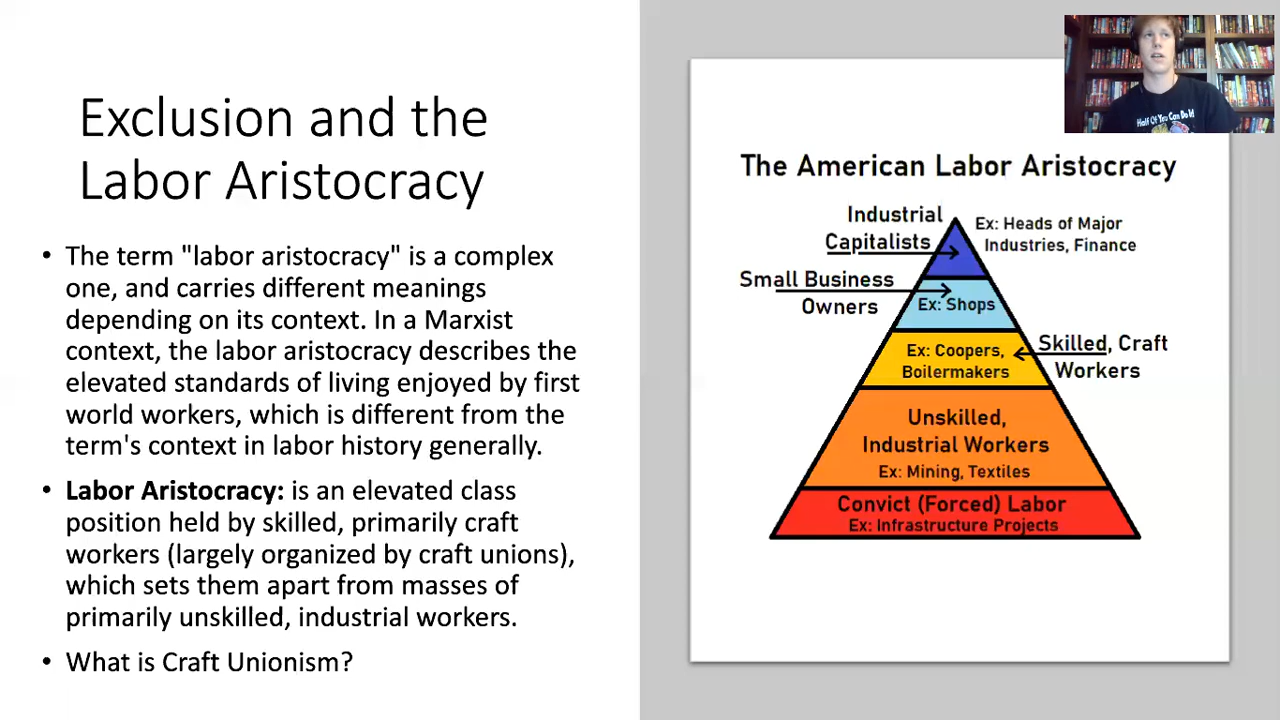 Exclusion and the
Labor Aristocracy
• The term "labor aristocracy" is a complex
one, and carries different meanings
depending on its context. In a Marxist
context, the labor aristocracy describes the
elevated standards of living enjoyed by first
world workers, which is different from the
term's context in labor history generally.
• Labor Aristocracy: is an elevated class
position held by skilled, primarily craft
workers (largely organized by craft unions),
which sets them apart from masses of
primarily unskilled, industrial workers.
• What is Craft Unionism?
Half Of You Can Do It!
The American Labor Aristocracy
Industrial
Capitalists
Ex: Heads of Major
Industries, Finance
Small Business
Owners
Ex: Shops
Skilled, Craft
Workers
Ex: Coopers,
Boilermakers
Unskilled,
Industrial Workers
Ex: Mining, Textiles
Convict (Forced) Labor
Ex: Infrastructure Projects